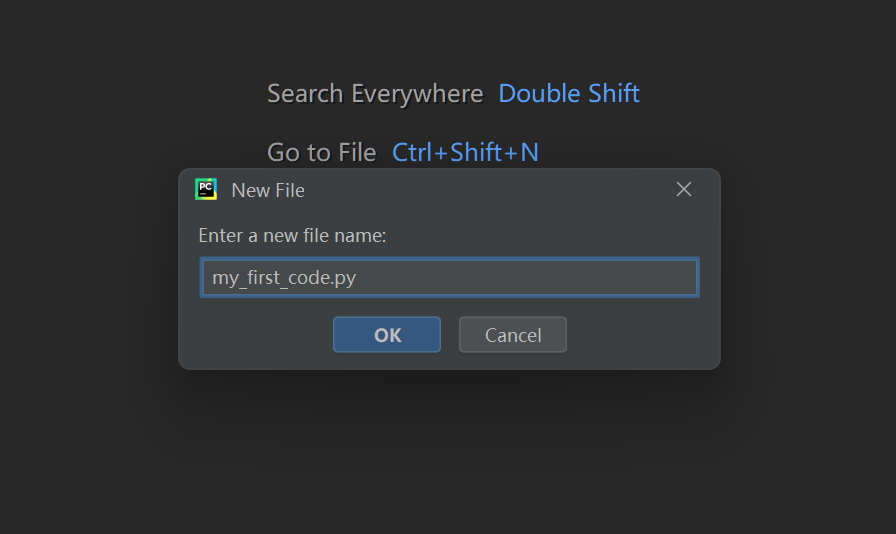 Search Everywhere Double Shift
Go to File Ctrl+Shift+N
PC
New File
Enter a new file name:
my_first_code.py
OK Cancel